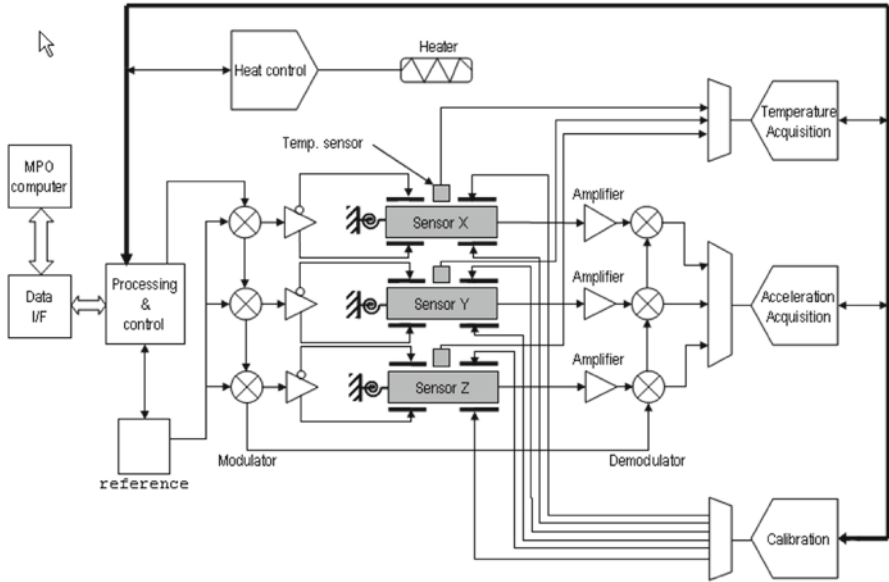 Heater
Heat control
Temperature
Acquisition
Temp. sensor
MPO
computer
Amplifier
Sensor X
Data
I/F
Processing
&
control
Amplifier
Sensor Y
Acceleration
Acquisition
Amplifier
Sensor Z
Modulator
Demodulator
reference
Calibration